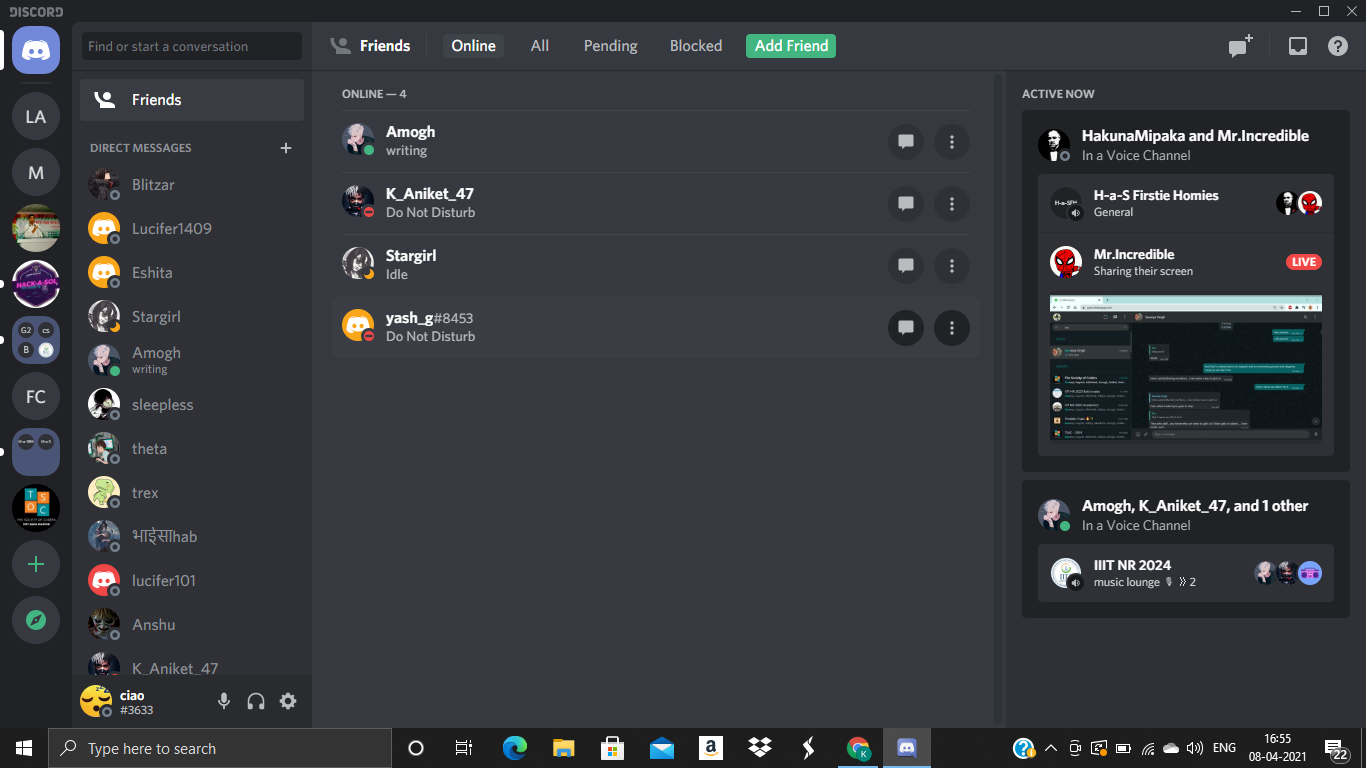 DISCORD
Find or start a conversation
Friends
Online
All
Pending
Blocked
Add Friend
LA
M
HACK-A-SOL
G2
cs
B
FC
T S
O C
Friends
DIRECT MESSAGES
Blitzar
Lucifer1409
Eshita
Stargirl
Amogh
writing
sleepless
theta
trex
भाईसाhab
lucifer101
Anshu
K_Aniket_47
ciao
#3633
ONLINE — 4
Amogh
writing
K_Aniket_47
Do Not Disturb
Stargirl
Idle
yash_g#8453
Do Not Disturb
ACTIVE NOW
HakunaMipaka and Mr.Incredible
In a Voice Channel
H-a-S Firstie Homies
General
Mr.Incredible
Sharing their screen
LIVE
Amogh, K_Aniket_47, and 1 other
In a Voice Channel
IIIT NR 2024
music lounge 🎙 》2
Type here to search
ENG
16:55
08-04-2021
22